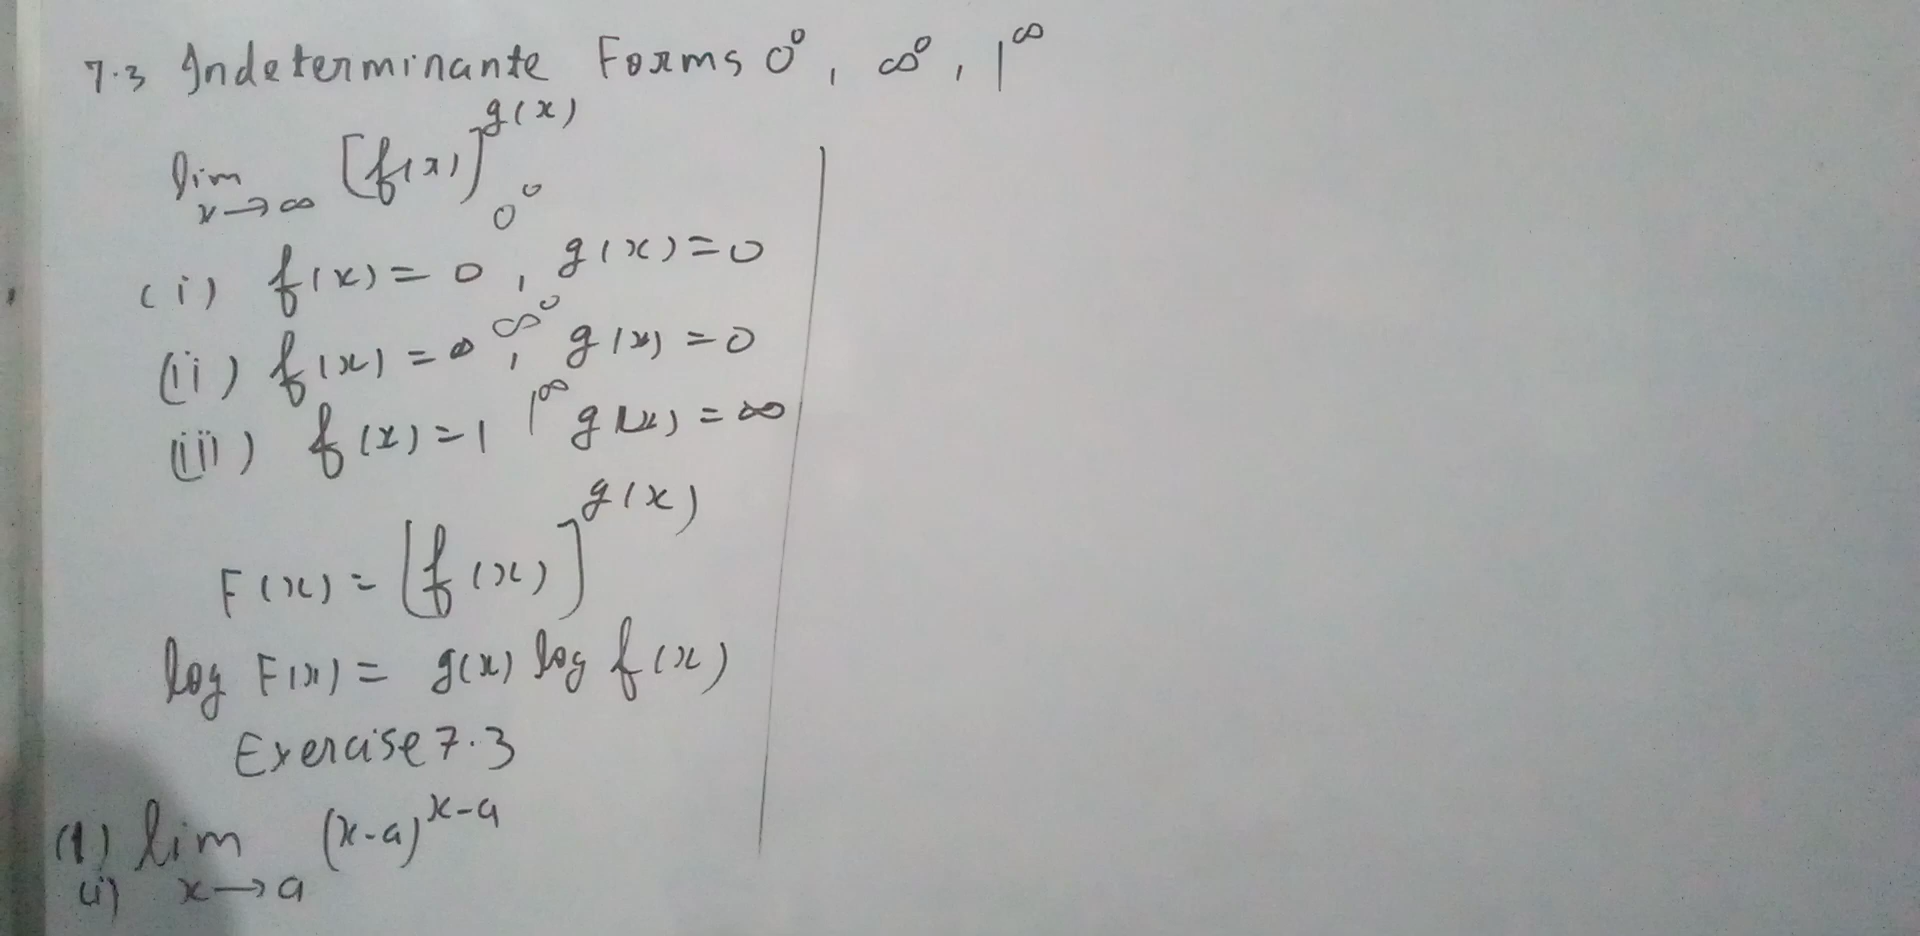 7.3 Indeterminante Forms 0⁰, ∞⁰, 1^∞
lim x→∞ [f(x)]^g(x)
0⁰
(i) f(x) = 0, g(x) = 0
∞⁰
(ii) f(x) = ∞, g(x) = 0
1^∞
(iii) f(x) = 1 g(x) = ∞
F(x) = [f(x)]^g(x)
log F(x) = g(x) log f(x)
Exercise 7.3
(1) lim (x-a)^x-a
(i) x→a